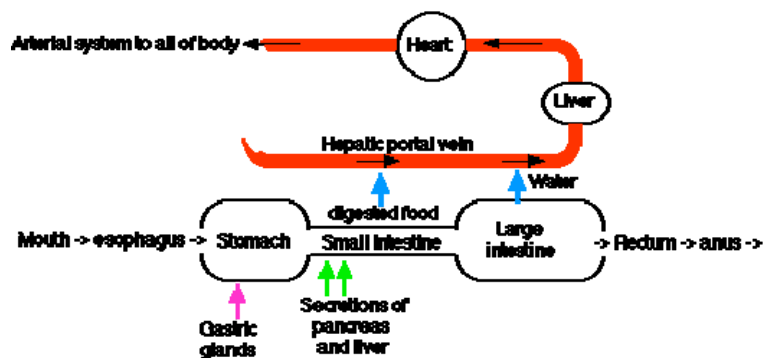 Arterial system to all of body
Heart
Liver
Hepatic portal vein
Water
digested food
Mouth -> esophagus ->
Stomach
Small intestine
Large
intestine
-> Rectum -> anus ->
Gastric
glands
Secretions of
pancreas
and liver